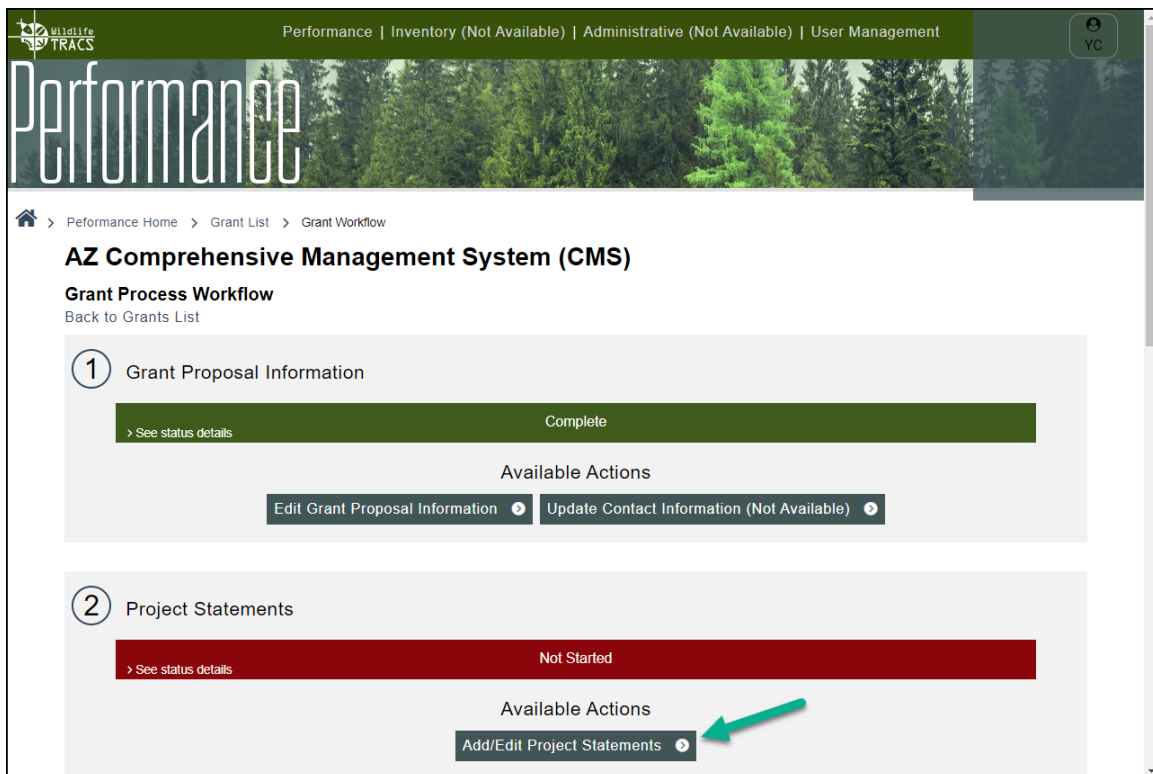 Wildlife
TRACS
Performance | Inventory (Not Available) | Administrative (Not Available) | User Management
YC
Performance
> Peformance Home > Grant List > Grant Workflow
AZ Comprehensive Management System (CMS)
Grant Process Workflow
Back to Grants List
1 Grant Proposal Information
Complete
> See status details
Available Actions
Edit Grant Proposal Information
Update Contact Information (Not Available)
2 Project Statements
Not Started
> See status details
Available Actions
Add/Edit Project Statements